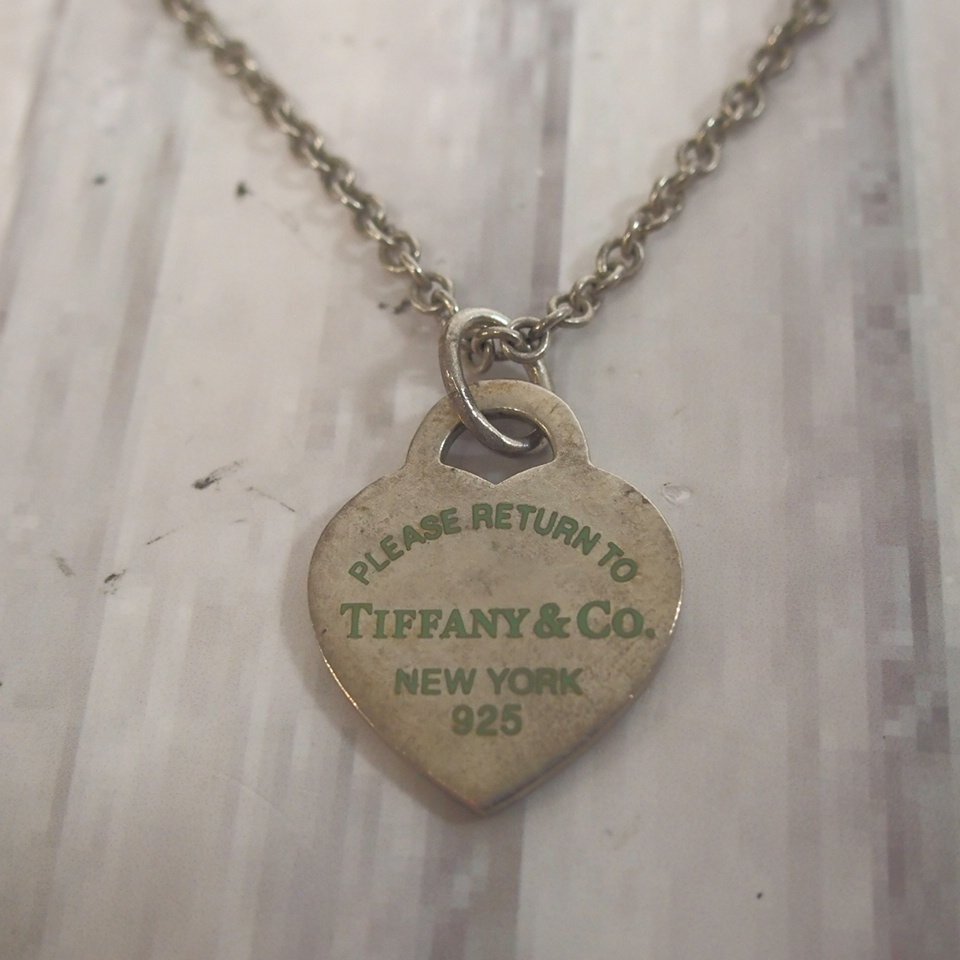 PLEASE RETURN TO
TIFFANY & CO.
NEW YORK
925